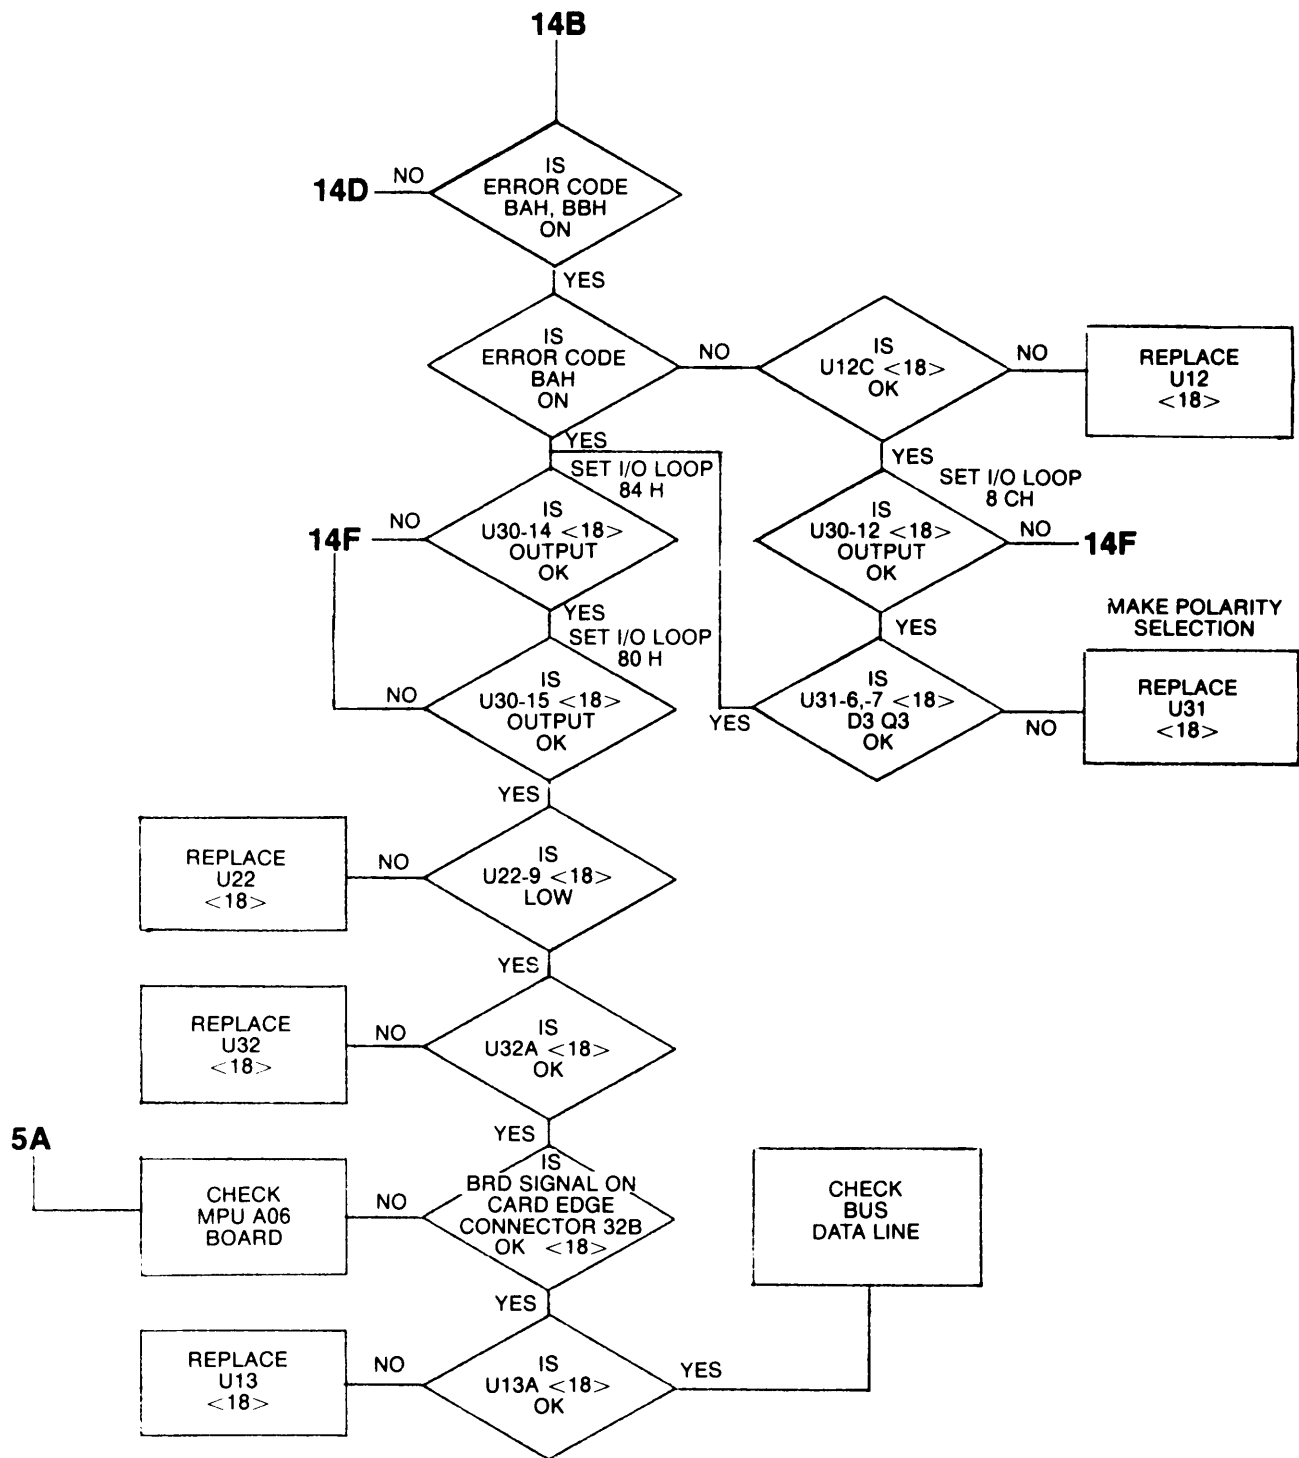 14B
14D
NO
IS
ERROR CODE
BAH, BBH
ON
YES
IS
ERROR CODE
BAH
ON
NO
IS
U12C <18>
OK
NO
REPLACE
U12
<18>
YES
SET I/O LOOP
84 H
YES
SET I/O LOOP
8 CH
14F
NO
IS
U30-14 <18>
OUTPUT
OK
IS
U30-12 <18>
OUTPUT
OK
NO
14F
YES
SET I/O LOOP
80 H
YES
MAKE POLARITY
SELECTION
NO
IS
U30-15 <18>
OUTPUT
OK
YES
IS
U31-6,-7 <18>
D3 Q3
OK
NO
REPLACE
U31
<18>
YES
REPLACE
U22
<18>
NO
IS
U22-9 <18>
LOW
YES
REPLACE
U32
<18>
NO
IS
U32A <18>
OK
YES
5A
CHECK
MPU A06
BOARD
NO
IS
BRD SIGNAL ON
CARD EDGE
CONNECTOR 32B
OK <18>
CHECK
BUS
DATA LINE
YES
REPLACE
U13
<18>
NO
IS
U13A <18>
OK
YES